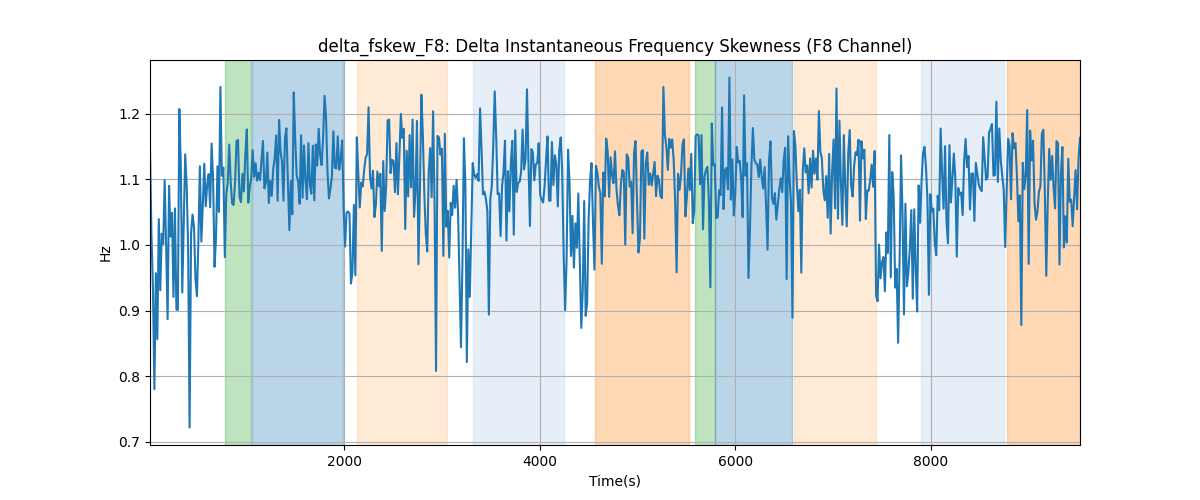 delta_fskew_F8: Delta Instantaneous Frequency Skewness (F8 Channel)
Hz
1.2
1.1
1.0
0.9
0.8
0.7
2000 4000 6000 8000
Time(s)